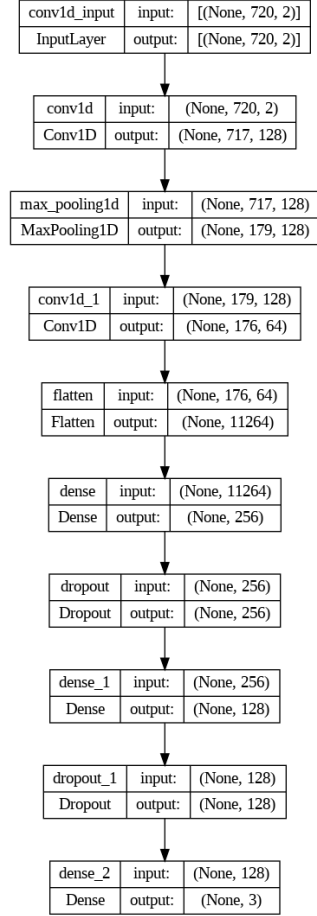 conv1d_input input: [(None, 720, 2)]
InputLayer output: [(None, 720, 2)]
conv1d input: (None, 720, 2)
Conv1D output: (None, 717, 128)
max_pooling1d input: (None, 717, 128)
MaxPooling1D output: (None, 179, 128)
conv1d_1 input: (None, 179, 128)
Conv1D output: (None, 176, 64)
flatten input: (None, 176, 64)
Flatten output: (None, 11264)
dense input: (None, 11264)
Dense output: (None, 256)
dropout input: (None, 256)
Dropout output: (None, 256)
dense_1 input: (None, 256)
Dense output: (None, 128)
dropout_1 input: (None, 128)
Dropout output: (None, 128)
dense_2 input: (None, 128)
Dense output: (None, 3)